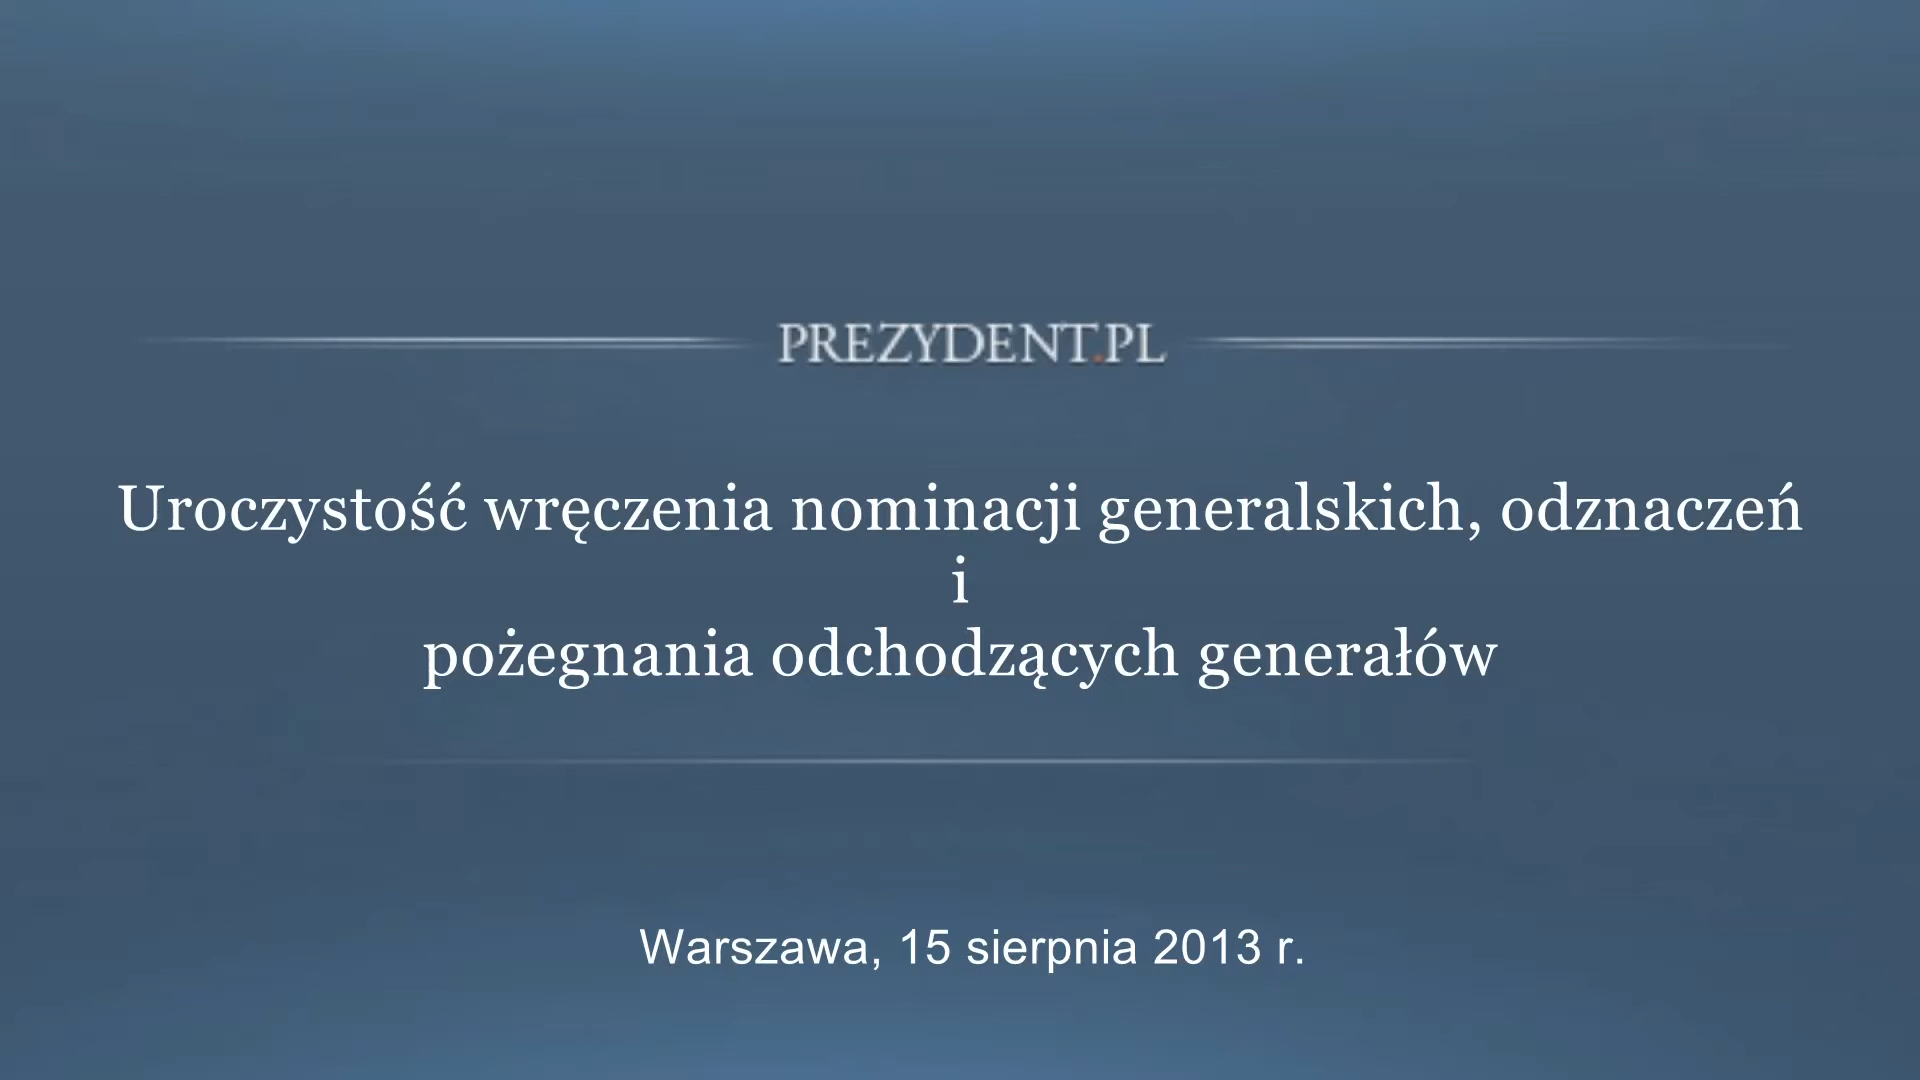 PREZYDENT.PL
Uroczystość wręczenia nominacji generalskich, odznaczeń
i
pożegnania odchodzących generałów
Warszawa, 15 sierpnia 2013 r.